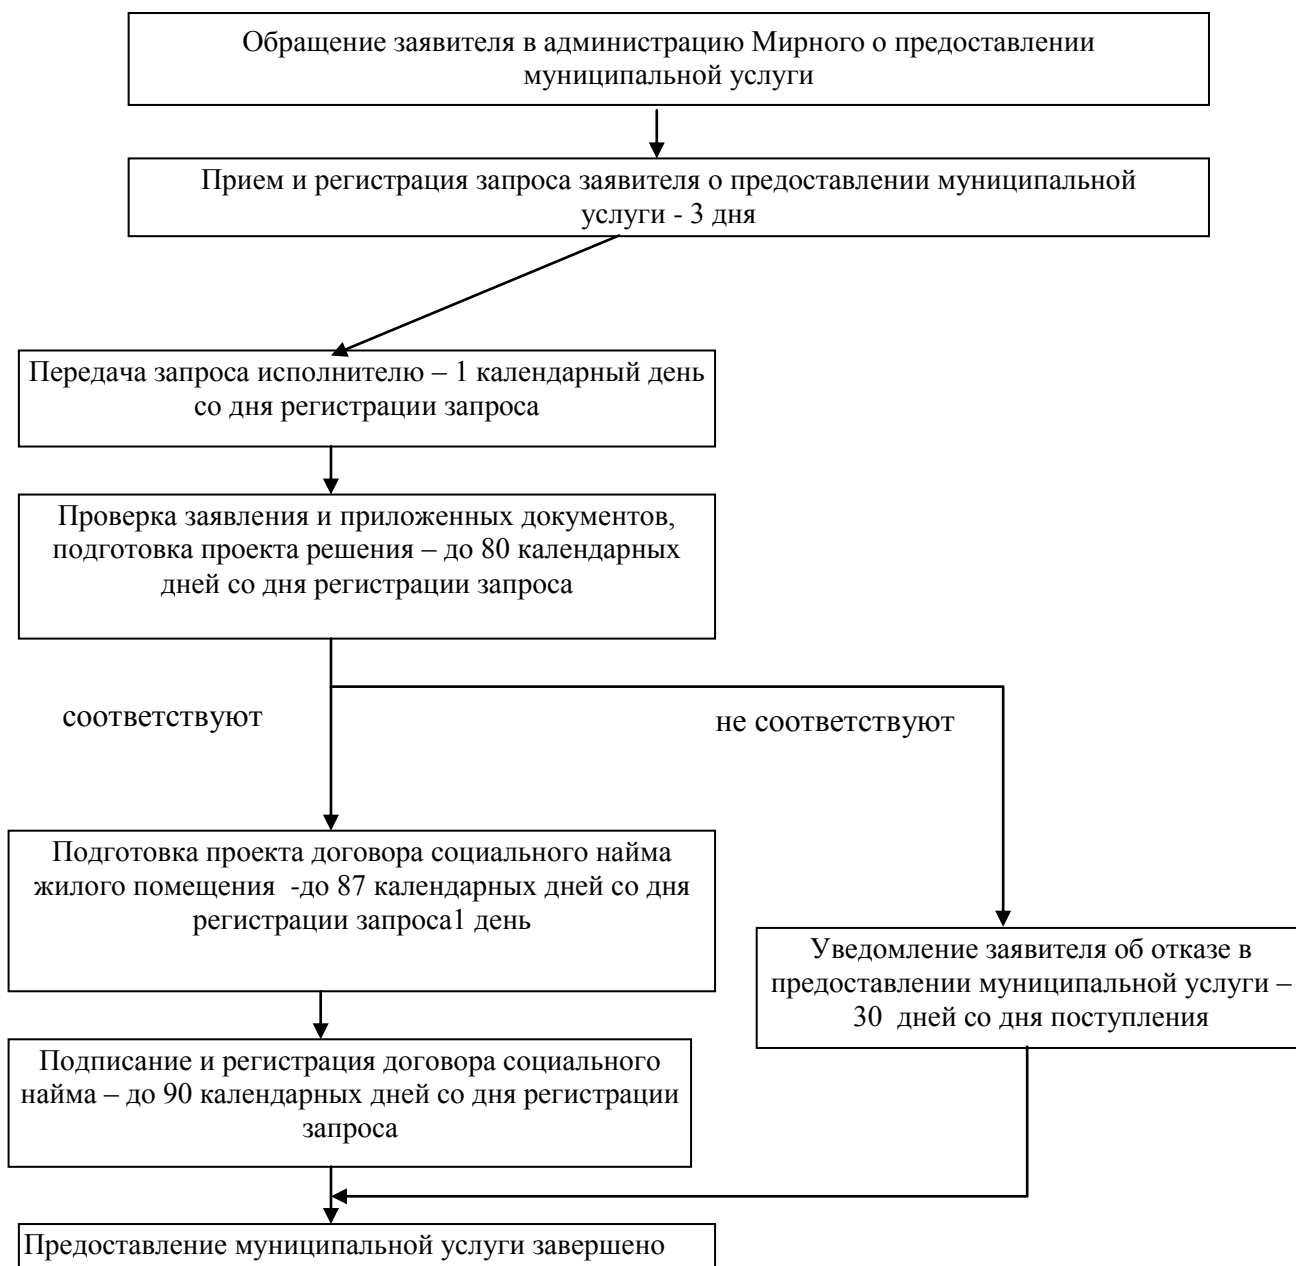 Обращение заявителя в администрацию Мирного о предоставлении
муниципальной услуги
Прием и регистрация запроса заявителя о предоставлении муниципальной
услуги - 3 дня
Передача запроса исполнителю – 1 календарный день
со дня регистрации запроса
Проверка заявления и приложенных документов,
подготовка проекта решения – до 80 календарных
дней со дня регистрации запроса
соответствуют
не соответствуют
Подготовка проекта договора социального найма
жилого помещения -до 87 календарных дней со дня
регистрации запроса1 день
Уведомление заявителя об отказе в
предоставлении муниципальной услуги –
30 дней со дня поступления
Подписание и регистрация договора социального
найма – до 90 календарных дней со дня регистрации
запроса
Предоставление муниципальной услуги завершено